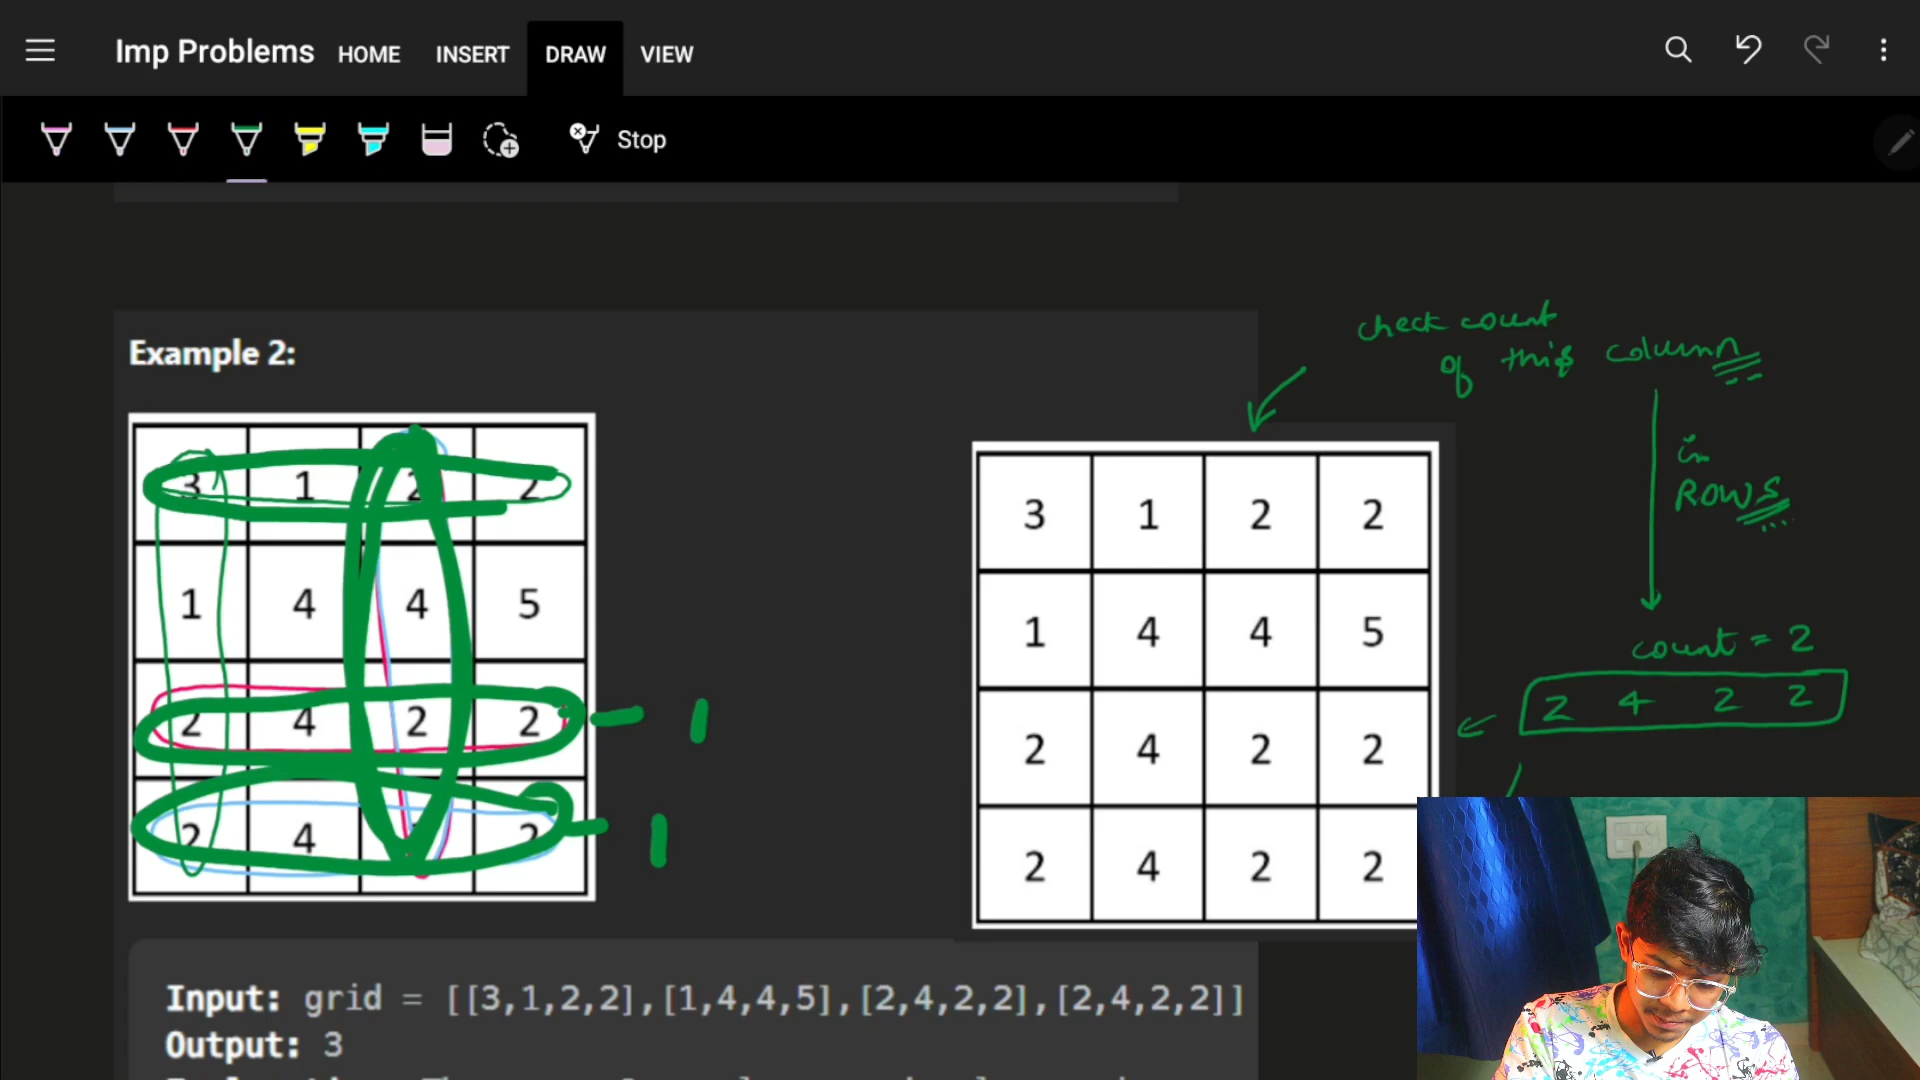 Imp Problems HOME INSERT DRAW VIEW
Stop
Example 2:
3 1 2 2
1 4 4 5
2 4 2 2 - 1
2 4 2 - 1
check count
of this column
in
ROWS
count = 2
2 4 2 2
3 1 2 2
1 4 4 5
2 4 2 2
2 4 2 2
Input: grid = [[3,1,2,2],[1,4,4,5],[2,4,2,2],[2,4,2,2]]
Output: 3